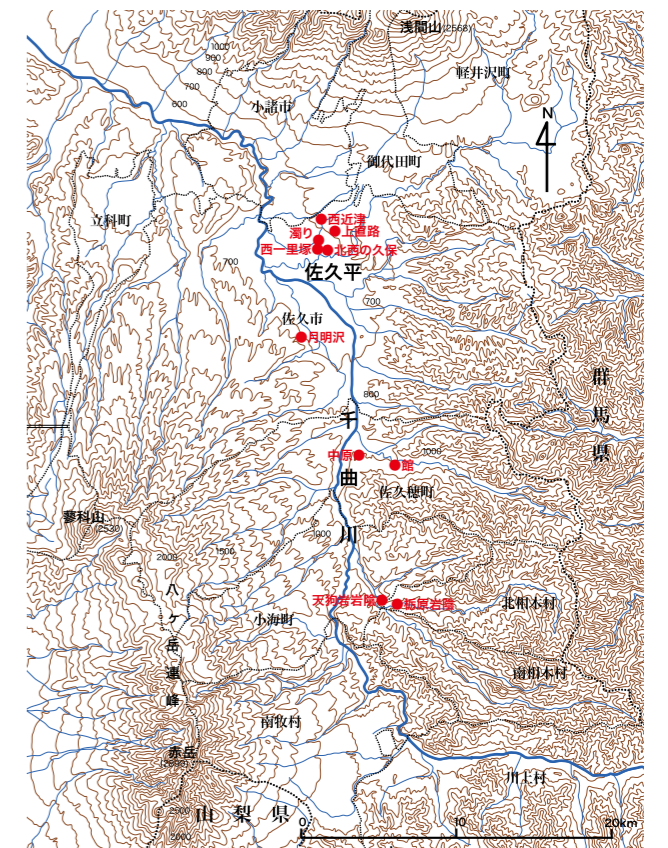 浅間山(2568)
1000
900
800
700
600
軽井沢町
小諸市
N
御代田町
立科町
西近津
上直路
濁り
西一里塚
北西の久保
佐久平
700
700
佐久市
月明沢
群馬県
800
千曲川
中原
1000
館
佐久穂町
蓼科山
(2530)
1000
2000
1500
八ヶ岳連峰
天狗岩岩陰
栃原岩陰
北相木村
小海町
南相木村
南牧村
赤岳
川上村
山梨県
2500
2000
0
10
20km